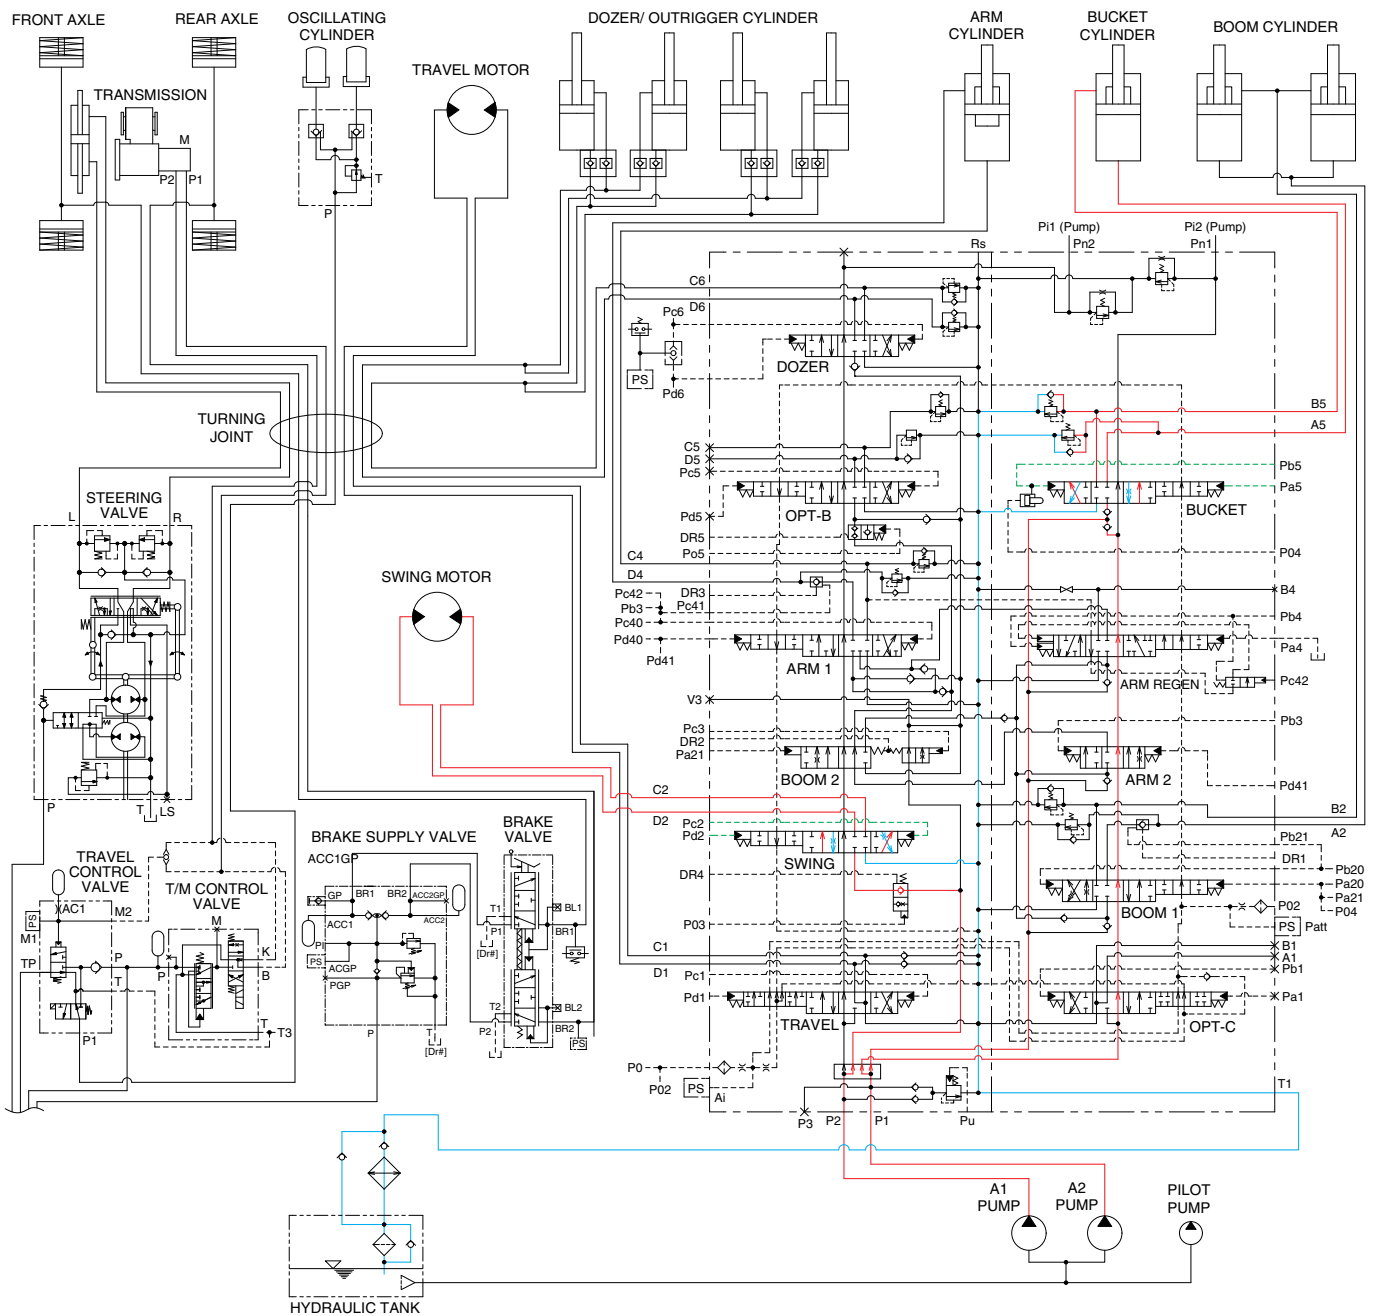 FRONT AXLE
REAR AXLE
OSCILLATING
CYLINDER
DOZER/ OUTRIGGER CYLINDER
ARM
CYLINDER
BUCKET
CYLINDER
BOOM CYLINDER
TRAVEL MOTOR
TRANSMISSION
M
P2
P1
T
P
Pi1 (Pump)
Pn2
Pi2 (Pump)
Pn1
Rs
C6
D6
Pc6
PS
Pd6
DOZER
TURNING
JOINT
B5
A5
C5
D5
Pc5
Pd5
OPT-B
Pb5
Pa5
BUCKET
STEERING
VALVE
L
R
DR5
Po5
P04
C4
D4
SWING MOTOR
Pc42
Pb3
Pc40
DR3
Pc41
Pd40
Pd41
ARM 1
B4
Pb4
Pa4
ARM REGEN
Pc42
V3
Pc3
DR2
Pa21
BOOM 2
Pb3
ARM 2
Pd41
P
T
LS
C2
D2
Pc2
Pd2
SWING
B2
A2
Pb21
DR1
DR4
Pb20
Pa20
Pa21
P04
BOOM 1
P02
PS
Patt
P03
BRAKE SUPPLY VALVE
BRAKE
VALVE
ACC1GP
GP
BR1
BR2
ACC2GP
ACC1
ACC2
PI
PS
ACGP
PGP
P
T
[Dr#]
T1
P1
[Dr#]
BL1
BR1
T2
P2
BL2
BR2
PS
TRAVEL
CONTROL
VALVE
T/M CONTROL
VALVE
AC1
M2
PS
M1
TP
P
T
P1
M
P
K
B
T
T3
C1
D1
Pc1
Pd1
TRAVEL
B1
A1
Pb1
Pa1
OPT-C
P0
P02
PS
Ai
P3
P2
P1
Pu
T1
A1
PUMP
A2
PUMP
PILOT
PUMP
HYDRAULIC TANK